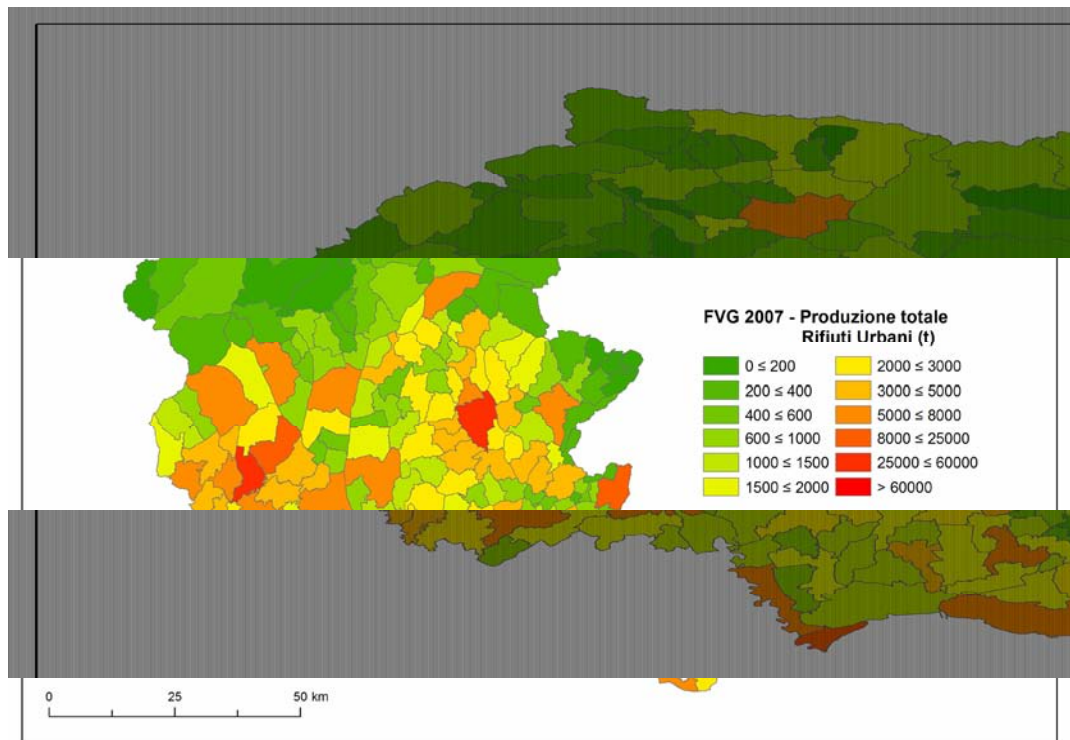 FVG 2007 - Produzione totale
Rifiuti Urbani (t)
0 ≤ 200
200 ≤ 400
400 ≤ 600
600 ≤ 1000
1000 ≤ 1500
1500 ≤ 2000
2000 ≤ 3000
3000 ≤ 5000
5000 ≤ 8000
8000 ≤ 25000
25000 ≤ 60000
> 60000
0 25 50 km